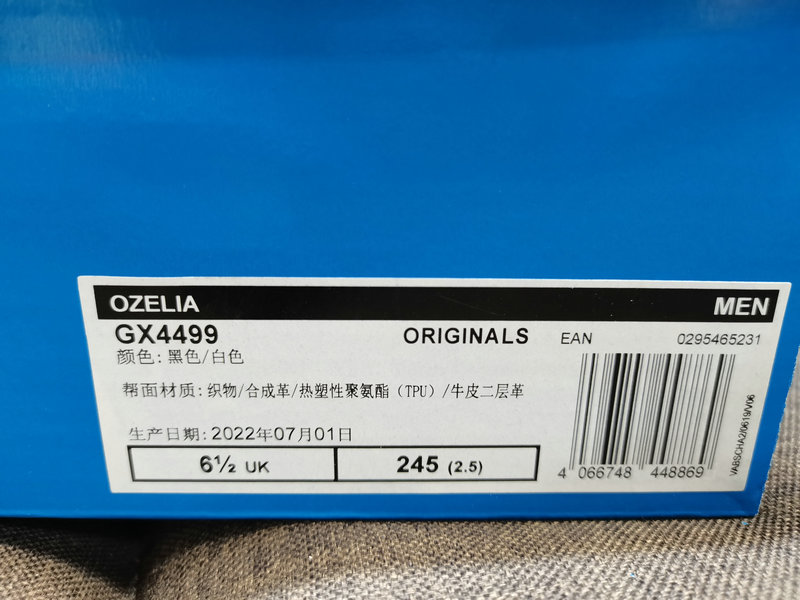 OZELIA MEN
GX4499 ORIGINALS EAN 0295465231
颜色: 黑色/白色
帮面材质: 织物/合成革/热塑性聚氨酯（TPU）/牛皮二层革
生产日期: 2022年07月01日
6½ UK 245 (2.5)
4 066748 448869
VABSCHA2/0619/V06